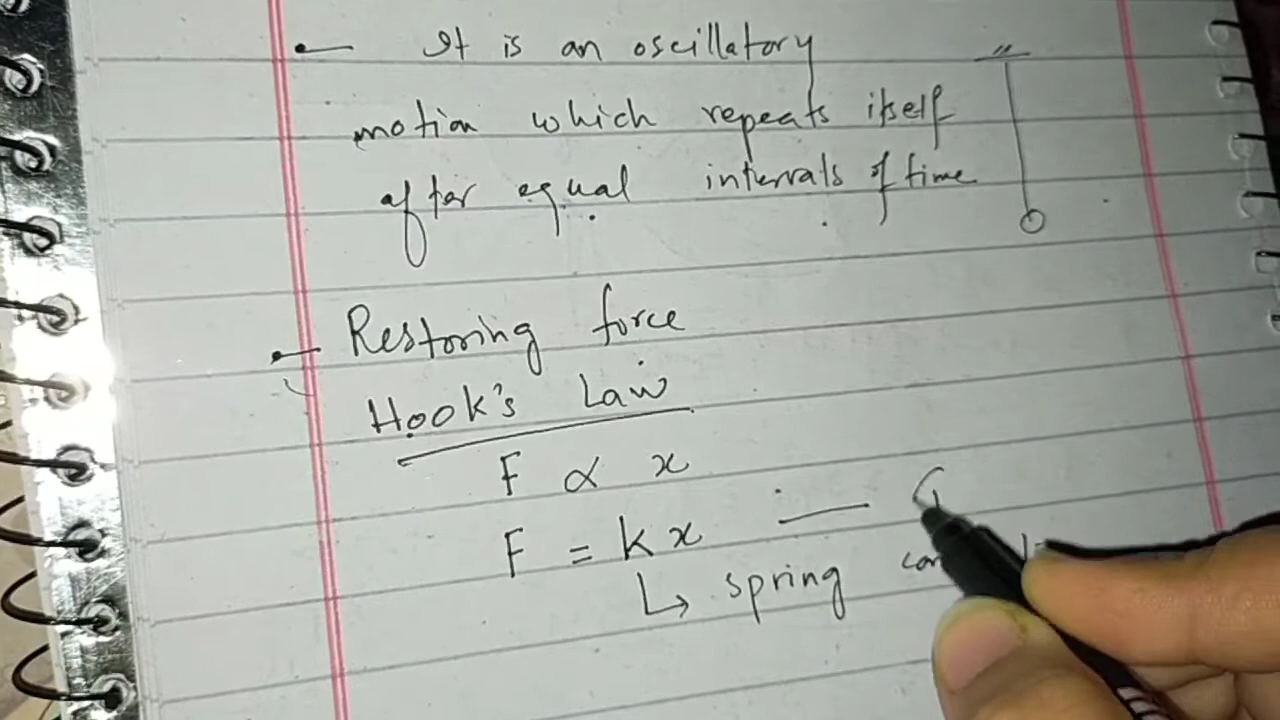 It is an oscillatory
motion which repeats itself
after equal intervals of time
Restoring force
Hook's Law
F ∝ x
F = kx —
↳ spring